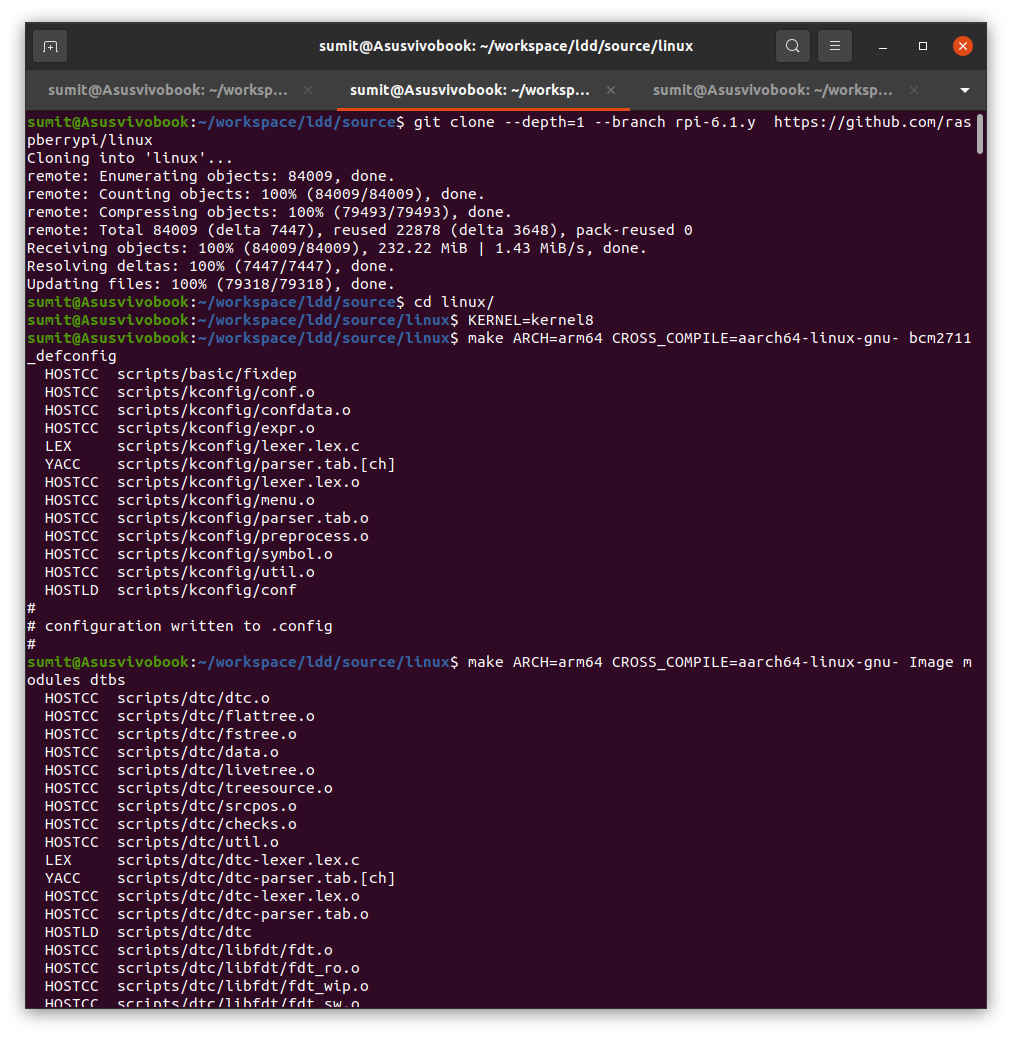 sumit@Asusvivobook: ~/workspace/ldd/source/linux
sumit@Asusvivobook: ~/worksp... × sumit@Asusvivobook: ~/worksp... × sumit@Asusvivobook: ~/worksp... ×
sumit@Asusvivobook:~/workspace/ldd/source$ git clone --depth=1 --branch rpi-6.1.y  https://github.com/ras
pberrypi/linux
Cloning into 'linux'...
remote: Enumerating objects: 84009, done.
remote: Counting objects: 100% (84009/84009), done.
remote: Compressing objects: 100% (79493/79493), done.
remote: Total 84009 (delta 7447), reused 22878 (delta 3648), pack-reused 0
Receiving objects: 100% (84009/84009), 232.22 MiB | 1.43 MiB/s, done.
Resolving deltas: 100% (7447/7447), done.
Updating files: 100% (79318/79318), done.
sumit@Asusvivobook:~/workspace/ldd/source$ cd linux/
sumit@Asusvivobook:~/workspace/ldd/source/linux$ KERNEL=kernel8
sumit@Asusvivobook:~/workspace/ldd/source/linux$ make ARCH=arm64 CROSS_COMPILE=aarch64-linux-gnu- bcm2711
_defconfig
  HOSTCC  scripts/basic/fixdep
  HOSTCC  scripts/kconfig/conf.o
  HOSTCC  scripts/kconfig/confdata.o
  HOSTCC  scripts/kconfig/expr.o
  LEX     scripts/kconfig/lexer.lex.c
  YACC    scripts/kconfig/parser.tab.[ch]
  HOSTCC  scripts/kconfig/lexer.lex.o
  HOSTCC  scripts/kconfig/menu.o
  HOSTCC  scripts/kconfig/parser.tab.o
  HOSTCC  scripts/kconfig/preprocess.o
  HOSTCC  scripts/kconfig/symbol.o
  HOSTCC  scripts/kconfig/util.o
  HOSTLD  scripts/kconfig/conf
#
# configuration written to .config
#
sumit@Asusvivobook:~/workspace/ldd/source/linux$ make ARCH=arm64 CROSS_COMPILE=aarch64-linux-gnu- Image m
odules dtbs
  HOSTCC  scripts/dtc/dtc.o
  HOSTCC  scripts/dtc/flattree.o
  HOSTCC  scripts/dtc/fstree.o
  HOSTCC  scripts/dtc/data.o
  HOSTCC  scripts/dtc/livetree.o
  HOSTCC  scripts/dtc/treesource.o
  HOSTCC  scripts/dtc/srcpos.o
  HOSTCC  scripts/dtc/checks.o
  HOSTCC  scripts/dtc/util.o
  LEX     scripts/dtc/dtc-lexer.lex.c
  YACC    scripts/dtc/dtc-parser.tab.[ch]
  HOSTCC  scripts/dtc/dtc-lexer.lex.o
  HOSTCC  scripts/dtc/dtc-parser.tab.o
  HOSTLD  scripts/dtc/dtc
  HOSTCC  scripts/dtc/libfdt/fdt.o
  HOSTCC  scripts/dtc/libfdt/fdt_ro.o
  HOSTCC  scripts/dtc/libfdt/fdt_wip.o
  HOSTCC  scripts/dtc/libfdt/fdt_sw.o